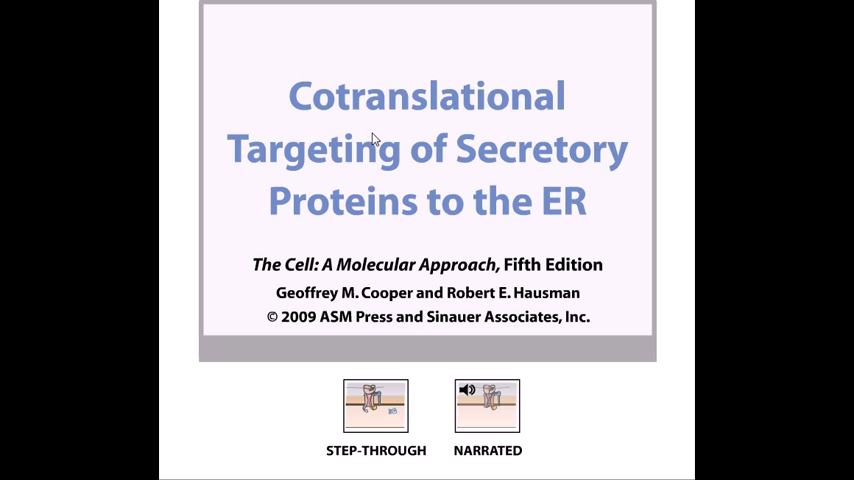 Cotranslational
Targeting of Secretory
Proteins to the ER
The Cell: A Molecular Approach, Fifth Edition
Geoffrey M. Cooper and Robert E. Hausman
© 2009 ASM Press and Sinauer Associates, Inc.
STEP-THROUGH NARRATED